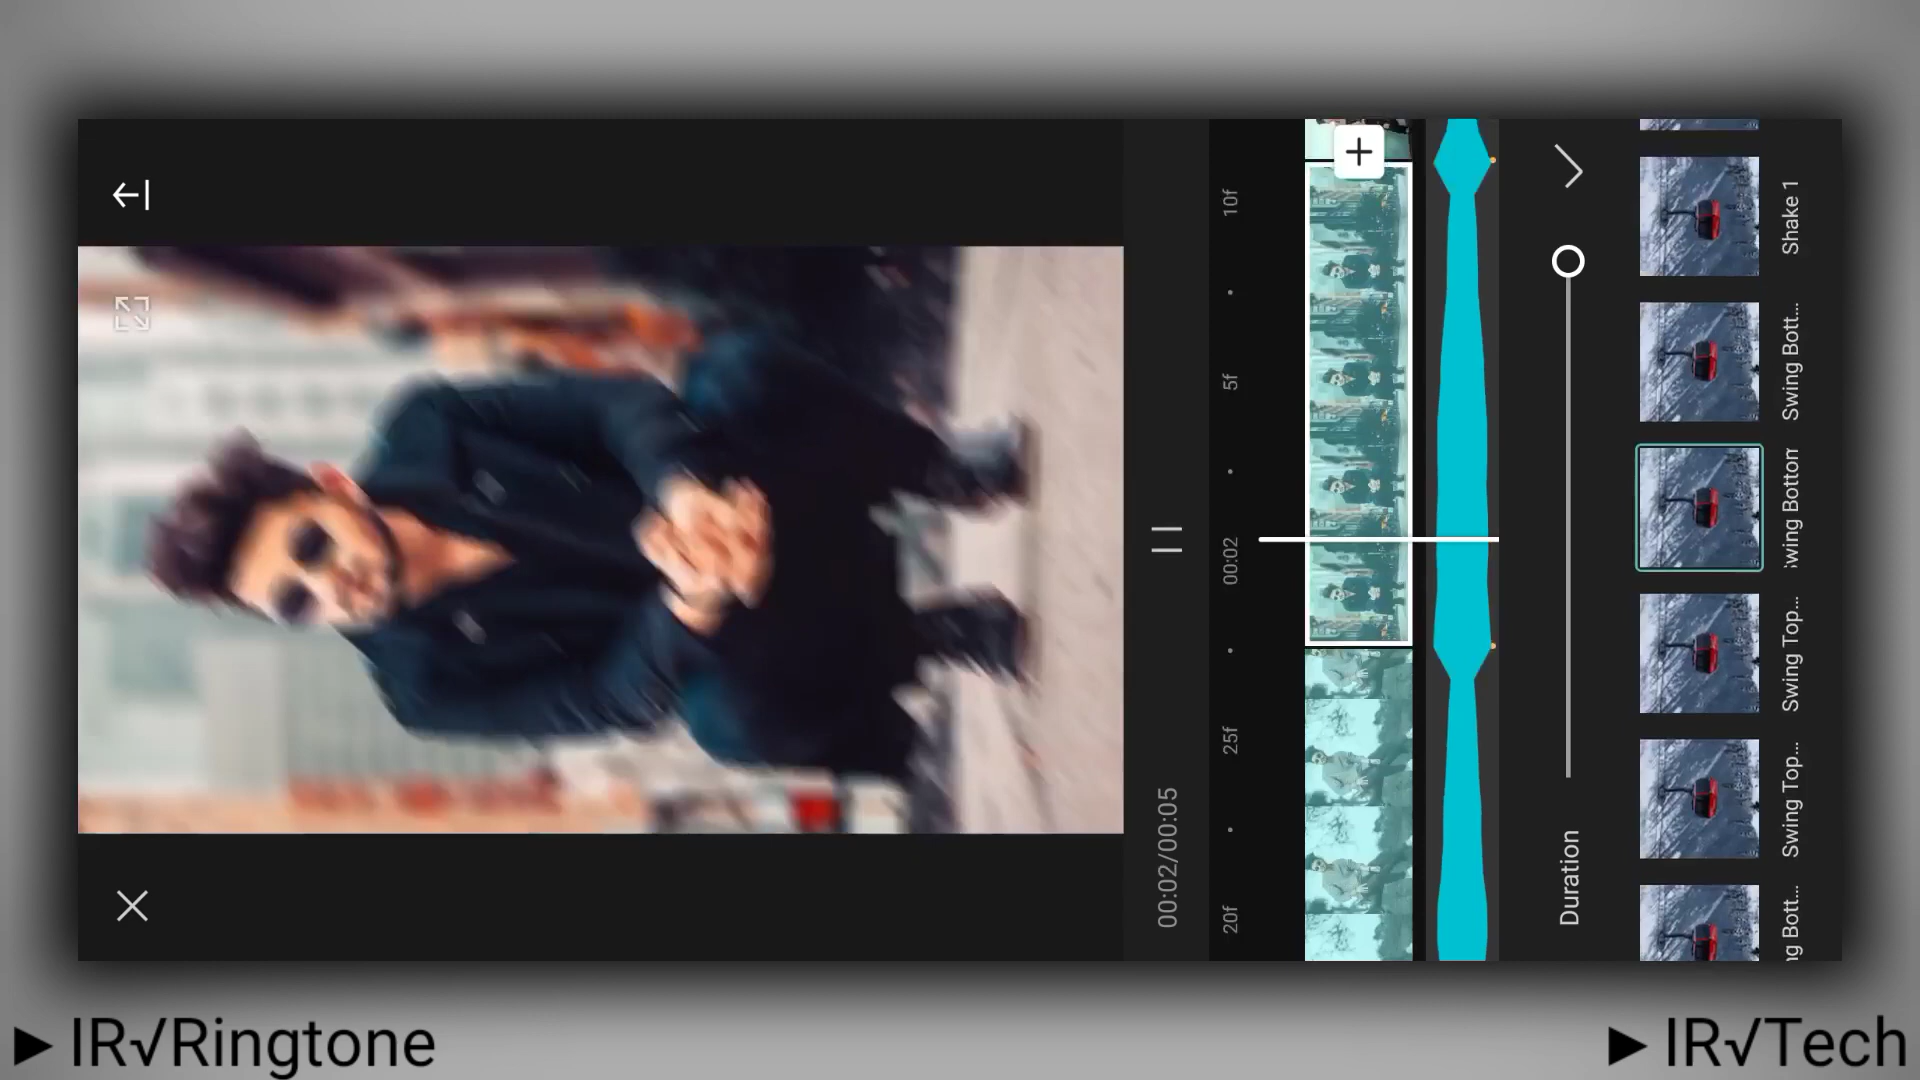 Shake 1
Swing Bott...
wing Bottom
Swing Top...
Swing Top...
ng Bott...
Duration
10f
5f
00:02
25f
20f
00:02/00:05
► IR√Ringtone
► IR√Tech